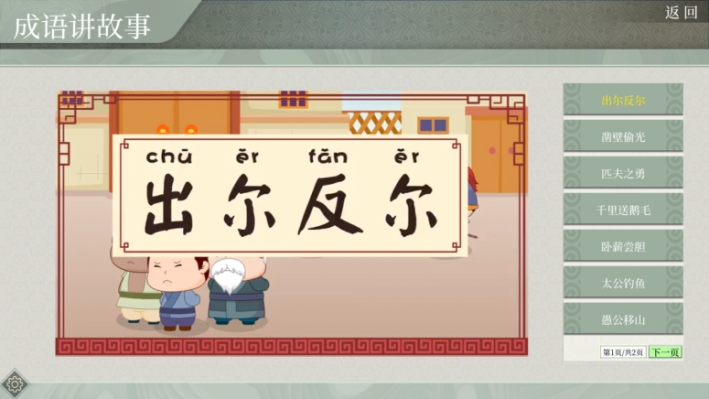 成语讲故事
返回
chū ěr fǎn ěr
出尔反尔
出尔反尔
凿壁偷光
匹夫之勇
千里送鹅毛
卧薪尝胆
太公钓鱼
愚公移山
第1页/共2页 下一页